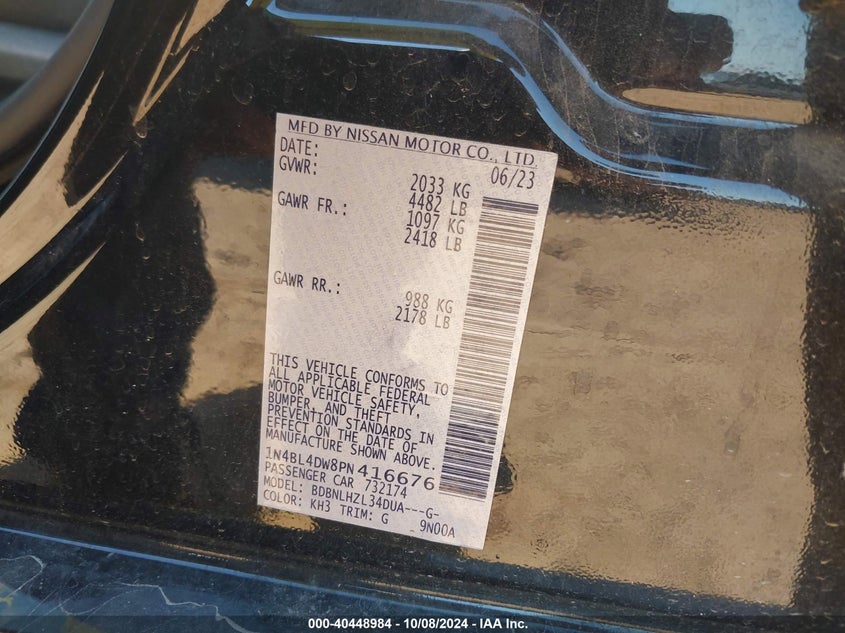 MFD BY NISSAN MOTOR CO., LTD.
DATE: 06/23
GVWR: 2033 KG
4482 LB
GAWR FR.: 1097 KG
2418 LB
GAWR RR.: 988 KG
2178 LB
THIS VEHICLE CONFORMS TO
ALL APPLICABLE FEDERAL
MOTOR VEHICLE SAFETY,
BUMPER, AND THEFT
PREVENTION STANDARDS IN
EFFECT ON THE DATE OF
MANUFACTURE SHOWN ABOVE.
1N4BL4DW8PN416676
PASSENGER CAR 732174
MODEL: BDBNLHZL34DUA---G-
COLOR: KH3 TRIM: G 9N00A
000-40448984 - 10/08/2024 - IAA Inc.